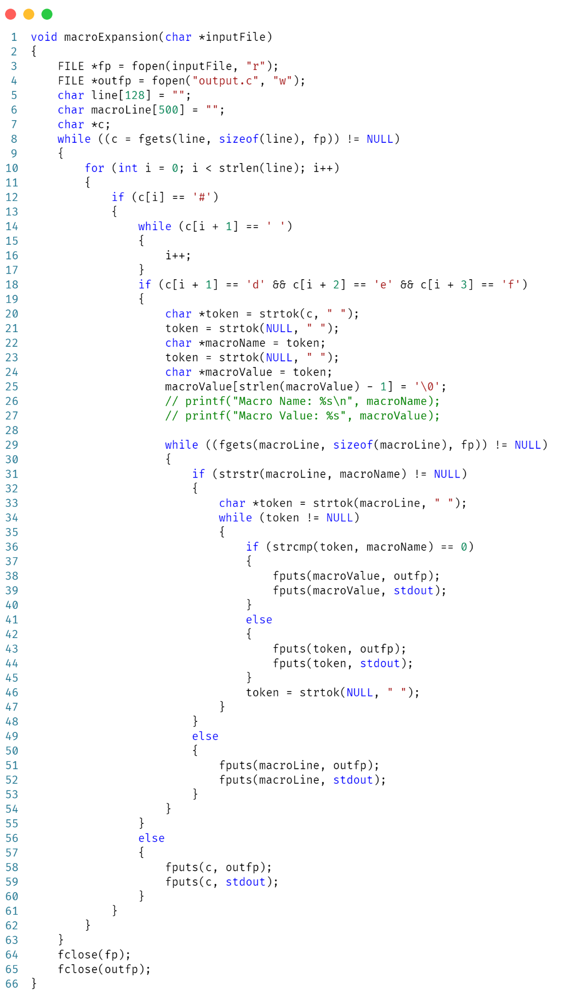 1 void macroExpansion(char *inputFile)
2 {
3     FILE *fp = fopen(inputFile, "r");
4     FILE *outfp = fopen("output.c", "w");
5     char line[128] = "";
6     char macroLine[500] = "";
7     char *c;
8     while ((c = fgets(line, sizeof(line), fp)) != NULL)
9     {
10         for (int i = 0; i < strlen(line); i++)
11         {
12             if (c[i] == '#')
13             {
14                 while (c[i + 1] == ' ')
15                 {
16                     i++;
17                 }
18                 if (c[i + 1] == 'd' && c[i + 2] == 'e' && c[i + 3] == 'f')
19                 {
20                     char *token = strtok(c, " ");
21                     token = strtok(NULL, " ");
22                     char *macroName = token;
23                     token = strtok(NULL, " ");
24                     char *macroValue = token;
25                     macroValue[strlen(macroValue) - 1] = '\0';
26                     // printf("Macro Name: %s\n", macroName);
27                     // printf("Macro Value: %s", macroValue);
28
29                     while ((fgets(macroLine, sizeof(macroLine), fp)) != NULL)
30                     {
31                         if (strstr(macroLine, macroName) != NULL)
32                         {
33                             char *token = strtok(macroLine, " ");
34                             while (token != NULL)
35                             {
36                                 if (strcmp(token, macroName) == 0)
37                                 {
38                                     fputs(macroValue, outfp);
39                                     fputs(macroValue, stdout);
40                                 }
41                                 else
42                                 {
43                                     fputs(token, outfp);
44                                     fputs(token, stdout);
45                                 }
46                                 token = strtok(NULL, " ");
47                             }
48                         }
49                         else
50                         {
51                             fputs(macroLine, outfp);
52                             fputs(macroLine, stdout);
53                         }
54                     }
55                 }
56                 else
57                 {
58                     fputs(c, outfp);
59                     fputs(c, stdout);
60                 }
61             }
62         }
63     }
64     fclose(fp);
65     fclose(outfp);
66 }